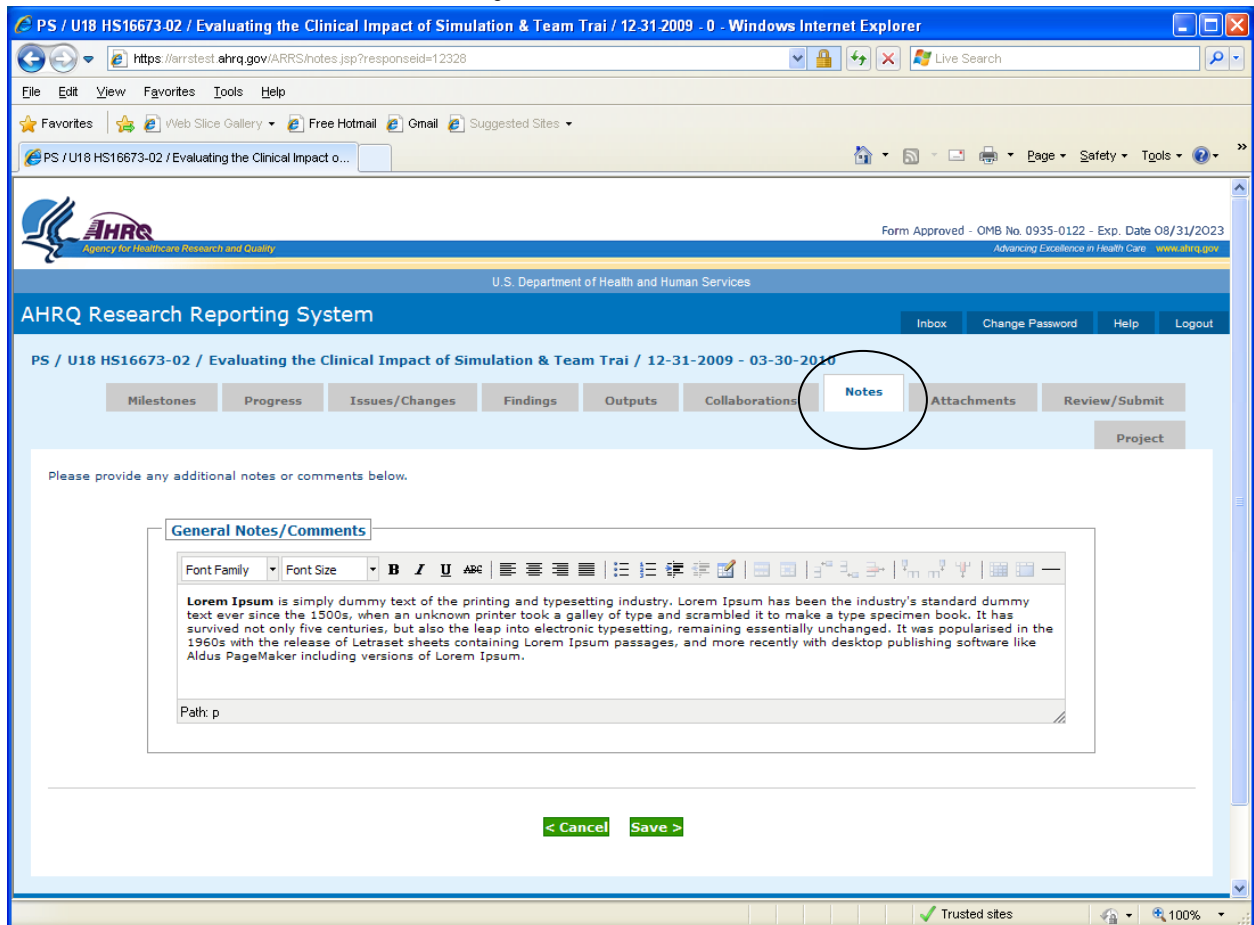 PS / U18 HS16673-02 / Evaluating the Clinical Impact of Simulation & Team Trai / 12-31-2009 - 0 - Windows Internet Explorer
https://arrstest.ahrq.gov/ARRS/notes.jsp?responseid=12328
Live Search
File Edit View Favorites Tools Help
Favorites Web Slice Gallery Free Hotmail Gmail Suggested Sites
PS / U18 HS16673-02 / Evaluating the Clinical Impact o...
Page Safety Tools
AHRQ
Form Approved - OMB No. 0935-0122 - Exp. Date 08/31/2023
Agency for Healthcare Research and Quality
Advancing Excellence in Health Care www.ahrq.gov
U.S. Department of Health and Human Services
AHRQ Research Reporting System
Inbox Change Password Help Logout
PS / U18 HS16673-02 / Evaluating the Clinical Impact of Simulation & Team Trai / 12-31-2009 - 03-30-2010
Milestones Progress Issues/Changes Findings Outputs Collaborations Notes Attachments Review/Submit
Project
Please provide any additional notes or comments below.
General Notes/Comments
Font Family Font Size B I U ABC
Lorem Ipsum is simply dummy text of the printing and typesetting industry. Lorem Ipsum has been the industry's standard dummy
text ever since the 1500s, when an unknown printer took a galley of type and scrambled it to make a type specimen book. It has
survived not only five centuries, but also the leap into electronic typesetting, remaining essentially unchanged. It was popularised in the
1960s with the release of Letraset sheets containing Lorem Ipsum passages, and more recently with desktop publishing software like
Aldus PageMaker including versions of Lorem Ipsum.
Path: p
< Cancel Save >
Trusted sites 100%